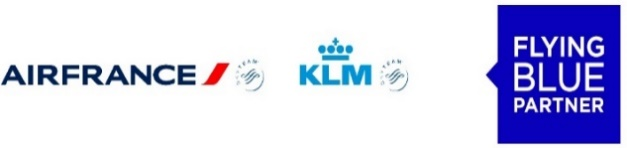 AIRFRANCE
KLM
FLYING
BLUE
PARTNER